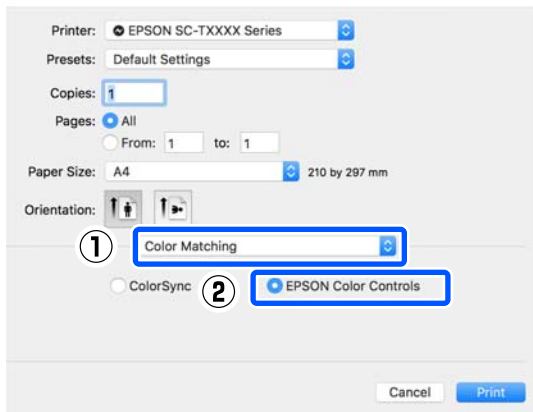 Printer: EPSON SC-TXXXX Series
Presets: Default Settings
Copies: 1
Pages: All
From: 1 to: 1
Paper Size: A4 210 by 297 mm
Orientation:
① Color Matching
ColorSync ② EPSON Color Controls
Cancel Print